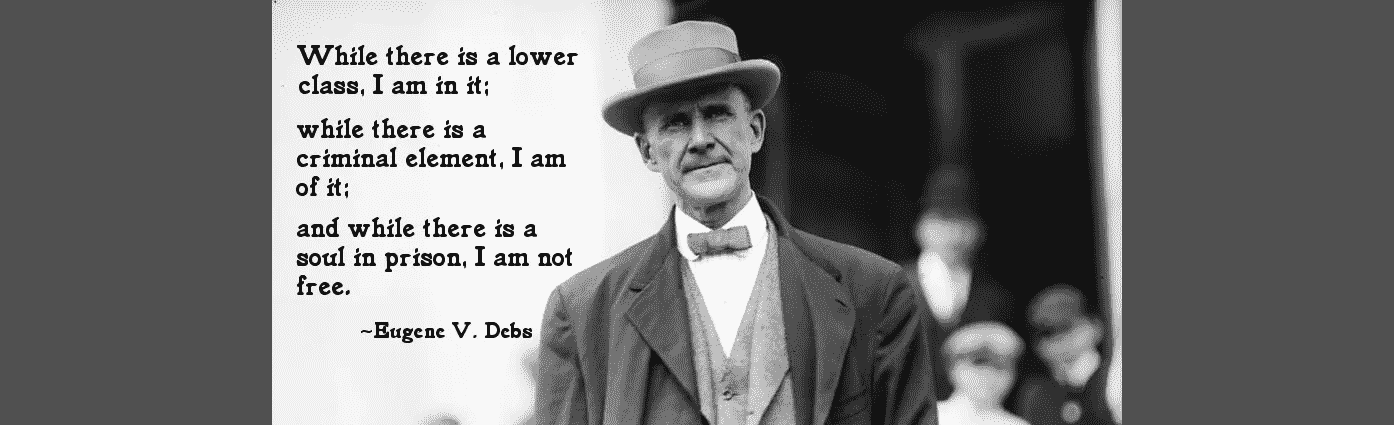 While there is a lower
class, I am in it;
while there is a
criminal element, I am
of it;
and while there is a
soul in prison, I am not
free.
~Eugene V. Debs